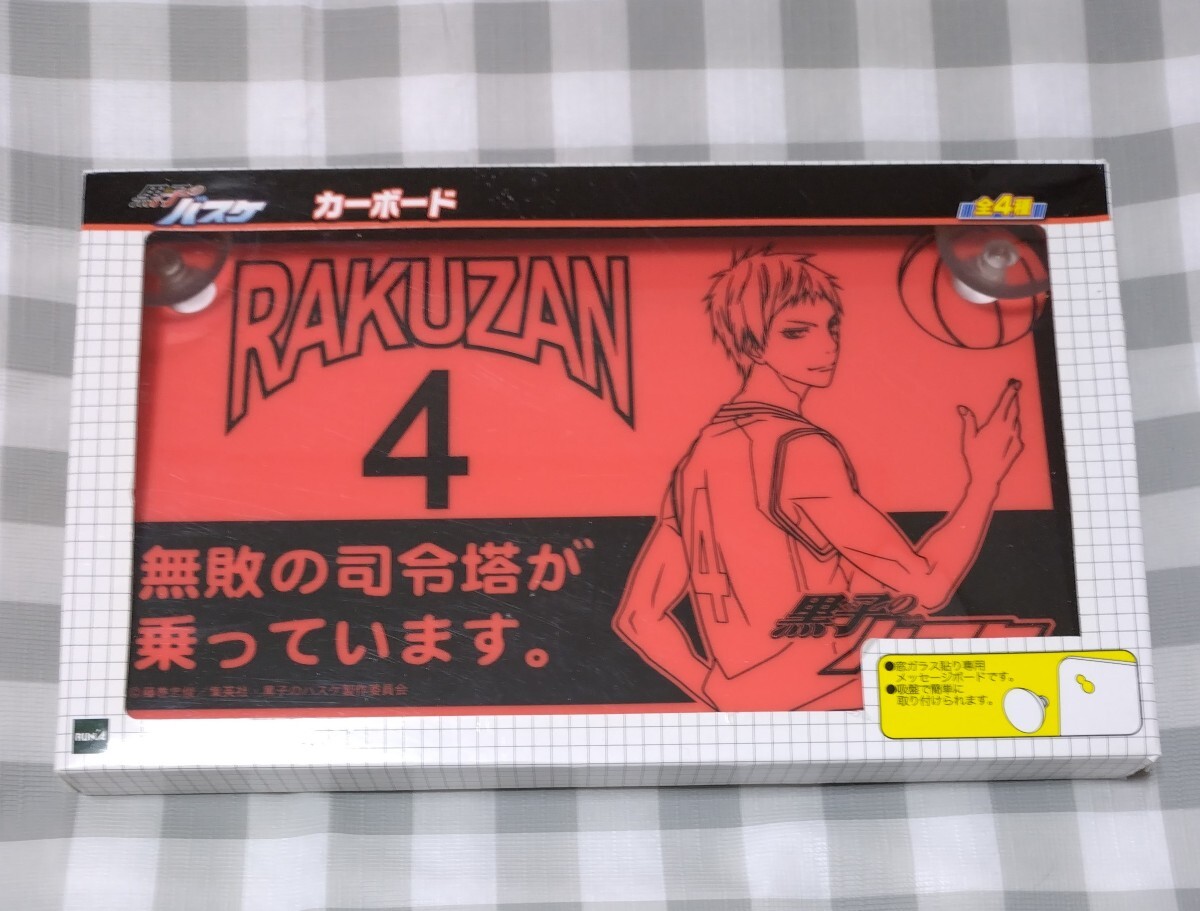 黒子のバスケ カーボード 全4種
RAKUZAN
4
4
無敗の司令塔が
乗っています。
©藤巻忠俊/集英社・黒子のバスケ製作委員会
黒子の
●窓ガラス貼り専用
メッセージボードです。
●吸盤で簡単に
取り付けられます。